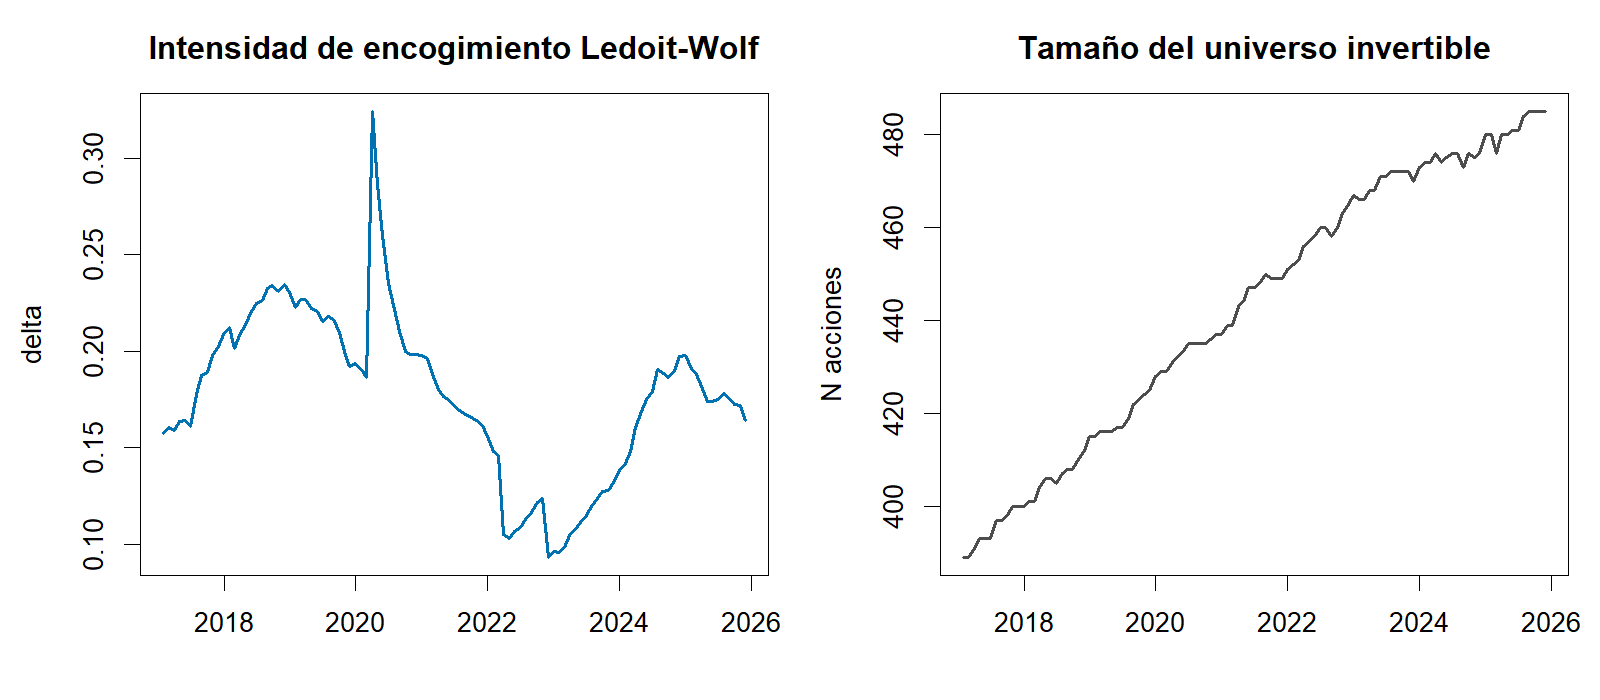 Intensidad de encogimiento Ledoit-Wolf
delta
0.30
0.25
0.20
0.15
0.10
2018 2020 2022 2024 2026
Tamaño del universo invertible
N acciones
480
460
440
420
400
2018 2020 2022 2024 2026